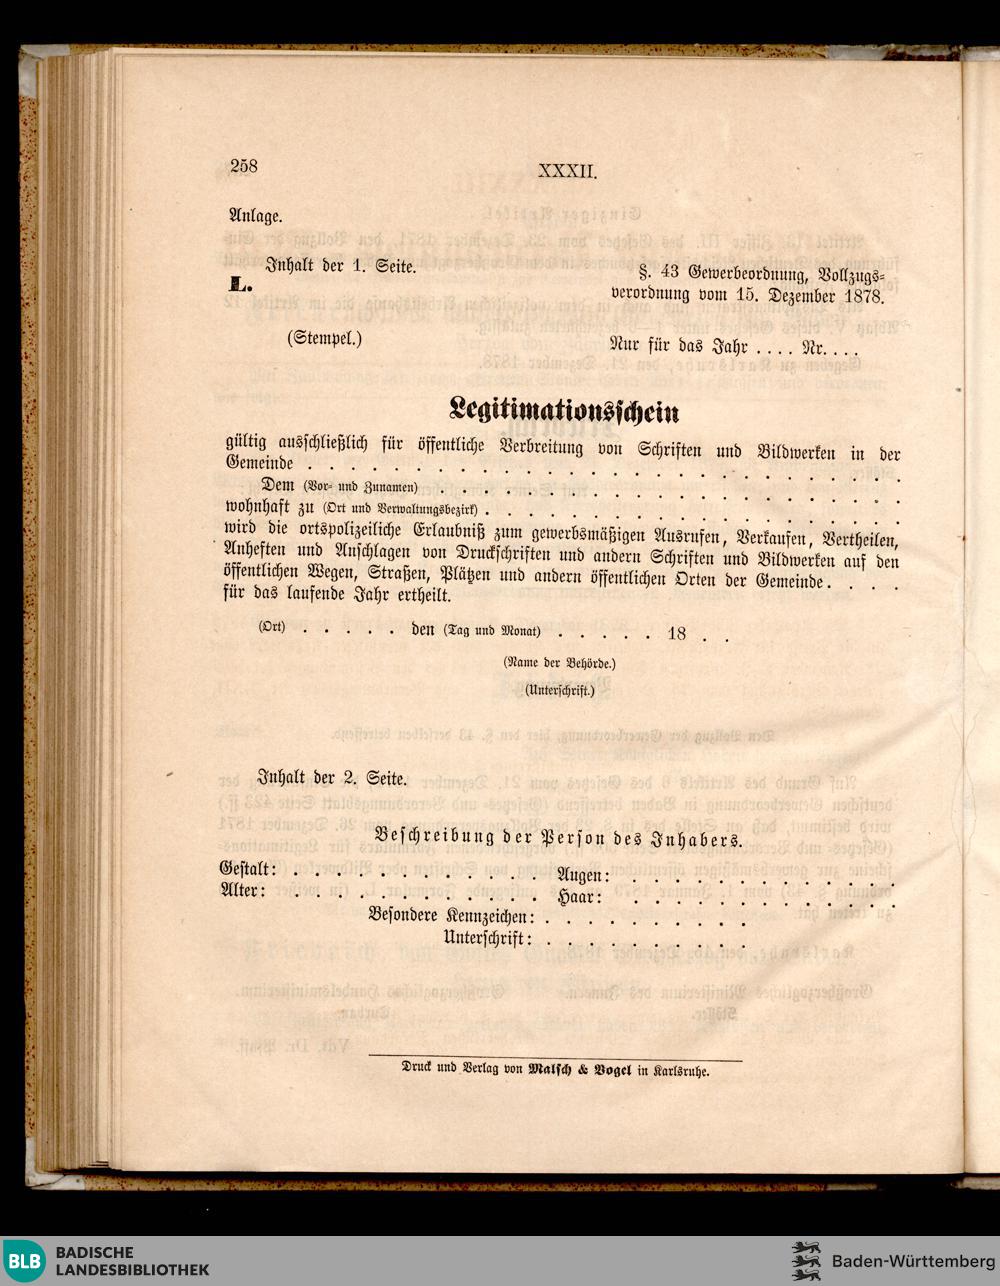 258
XXXII.
Anlage.
Inhalt der 1. Seite.
L.
§. 43 Gewerbeordnung, Vollzugs-
verordnung vom 15. Dezember 1878.
(Stempel.)
Nur für das Jahr .... Nr....
Legitimationsschein
gültig ausschließlich für öffentliche Verbreitung von Schriften und Bildwerken in der
Gemeinde . . . . . . . . . . . . . . . . . . . . . . .
Dem (Vor- und Zunamen) . . . . . . . . . . . . . . . . . .
wohnhaft zu (Ort und Verwaltungsbezirk) . . . . . . . . . . . . . . . .
wird die ortspolizeiliche Erlaubniß zum gewerbsmäßigen Ausrufen, Verkaufen, Vertheilen,
Anheften und Anschlagen von Druckschriften und andern Schriften und Bildwerken auf den
öffentlichen Wegen, Straßen, Plätzen und andern öffentlichen Orten der Gemeinde. . . .
für das laufende Jahr ertheilt.
(Ort) . . . . . den (Tag und Monat) . . . . . 18 . .
(Name der Behörde.)
(Unterschrift.)
Inhalt der 2. Seite.
Beschreibung der Person des Inhabers.
Gestalt: . . . . . . . . . . . . Augen: . . . . . . . . . . . .
Alter: . . . . . . . . . . . . Haar: . . . . . . . . . . . .
Besondere Kennzeichen: . . . . . . . . . .
Unterschrift: . . . . . . . . . .
Druck und Verlag von Malsch & Vogel in Karlsruhe.
BLB BADISCHE
LANDESBIBLIOTHEK
Baden-Württemberg